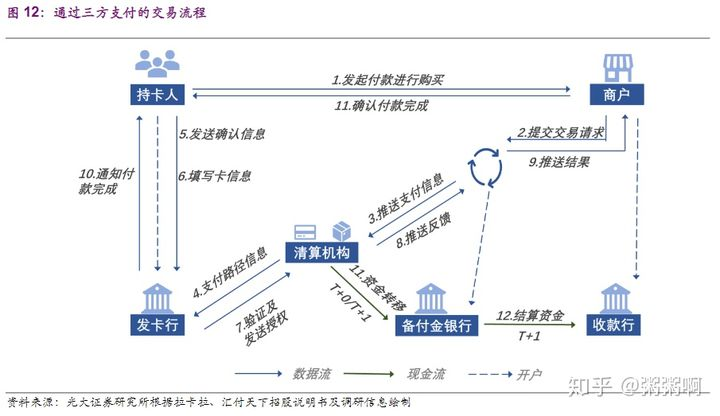 图 12：通过三方支付的交易流程
1.发起付款进行购买
持卡人
商户
11.确认付款完成
2.提交交易请求
5.发送确认信息
9.推送结果
10.通知付
款完成
6.填写卡信息
3.推送支付信息
8.推送反馈
清算机构
4.支付路径信息
11.资金转移
T+0/T+1
7.验证及
发送授权
发卡行
备付金银行
12.结算资金
T+1
收款行
数据流
现金流
开户
知乎 @粥粥啊
资料来源：光大证券研究所根据拉卡拉、汇付天下招股说明书及调研信息绘制